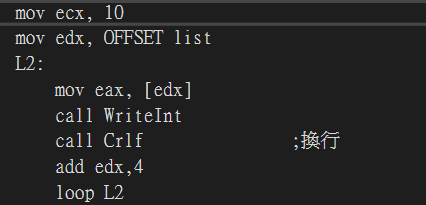 mov ecx, 10
mov edx, OFFSET list
L2:
    mov eax, [edx]
    call WriteInt
    call Crlf               ;換行
    add edx,4
    loop L2